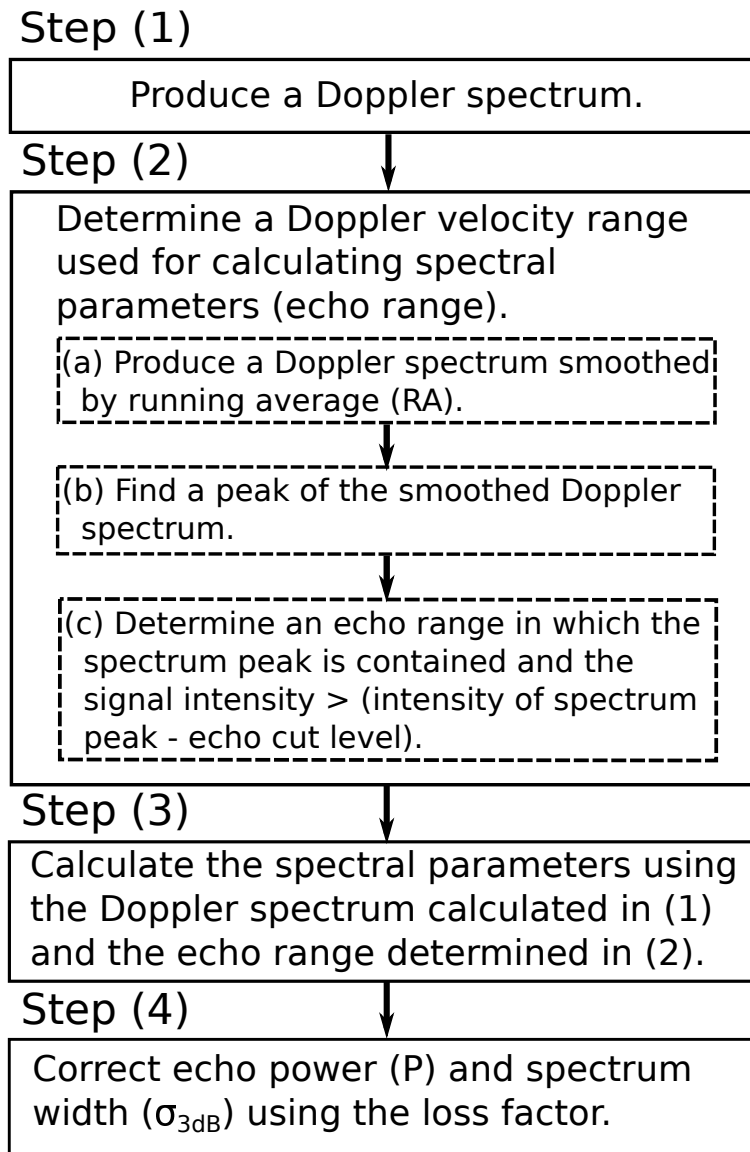 Step (1)
Produce a Doppler spectrum.
Step (2)
Determine a Doppler velocity range
used for calculating spectral
parameters (echo range).
(a) Produce a Doppler spectrum smoothed
by running average (RA).
(b) Find a peak of the smoothed Doppler
spectrum.
(c) Determine an echo range in which the
spectrum peak is contained and the
signal intensity > (intensity of spectrum
peak - echo cut level).
Step (3)
Calculate the spectral parameters using
the Doppler spectrum calculated in (1)
and the echo range determined in (2).
Step (4)
Correct echo power (P) and spectrum
width (σ3dB) using the loss factor.